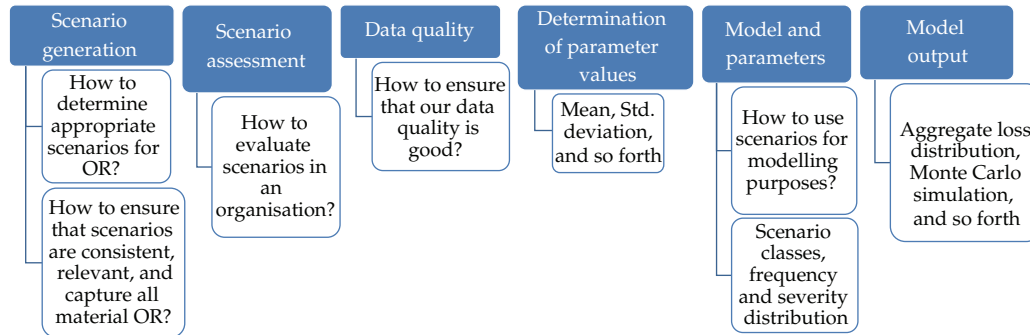 Scenario
generation
How to
determine
appropriate
scenarios for
OR?
How to ensure
that scenarios
are consistent,
relevant, and
capture all
material OR?
Scenario
assessment
How to
evaluate
scenarios in
an
organisation?
Data quality
How to ensure
that our data
quality is
good?
Determination
of parameter
values
Mean, Std.
deviation,
and so forth
Model and
parameters
How to use
scenarios for
modelling
purposes?
Scenario
classes,
frequency
and severity
distribution
Model
output
Aggregate loss
distribution,
Monte Carlo
simulation,
and so forth